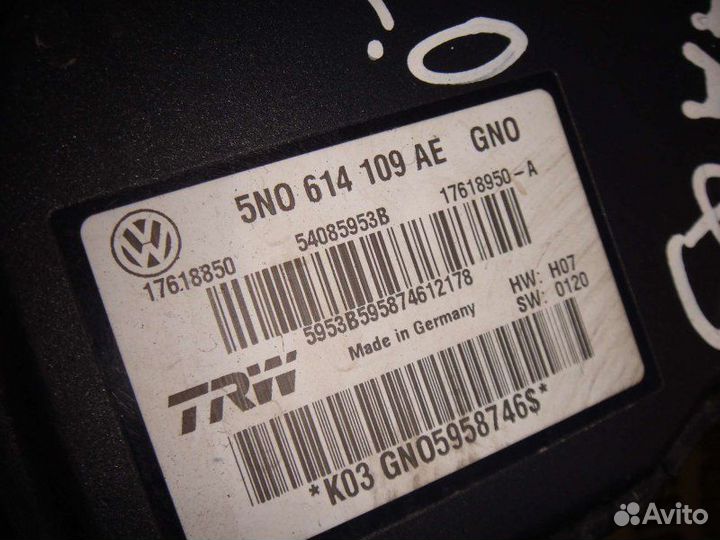 5N0 614 109 AE GNO
54085953B 17618950-A
17618850
5953B595874612178
HW: H07
SW: 0120
Made in Germany
TRW
*K03 GNO5958746S*
Avito